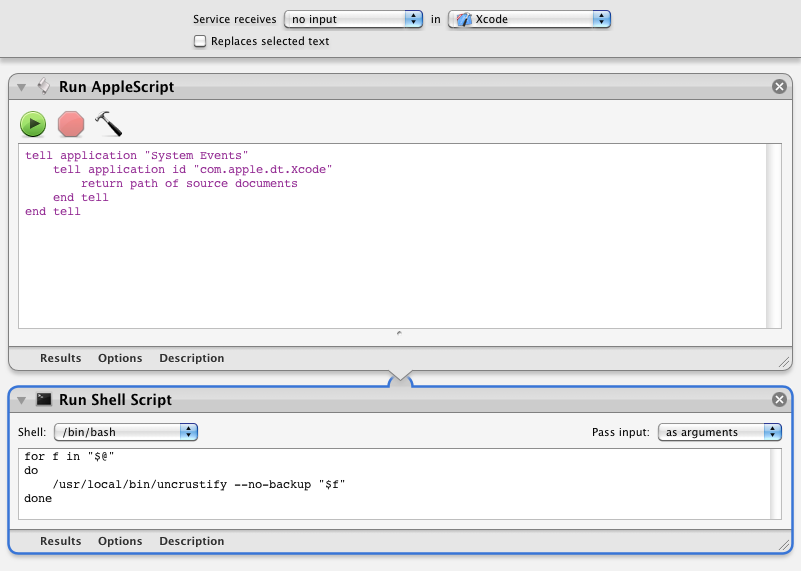 Service receives no input in Xcode
Replaces selected text
Run AppleScript
tell application "System Events"
    tell application id "com.apple.dt.Xcode"
        return path of source documents
    end tell
end tell
Results Options Description
Run Shell Script
Shell: /bin/bash Pass input: as arguments
for f in "$@"
do
    /usr/local/bin/uncrustify --no-backup "$f"
done
Results Options Description